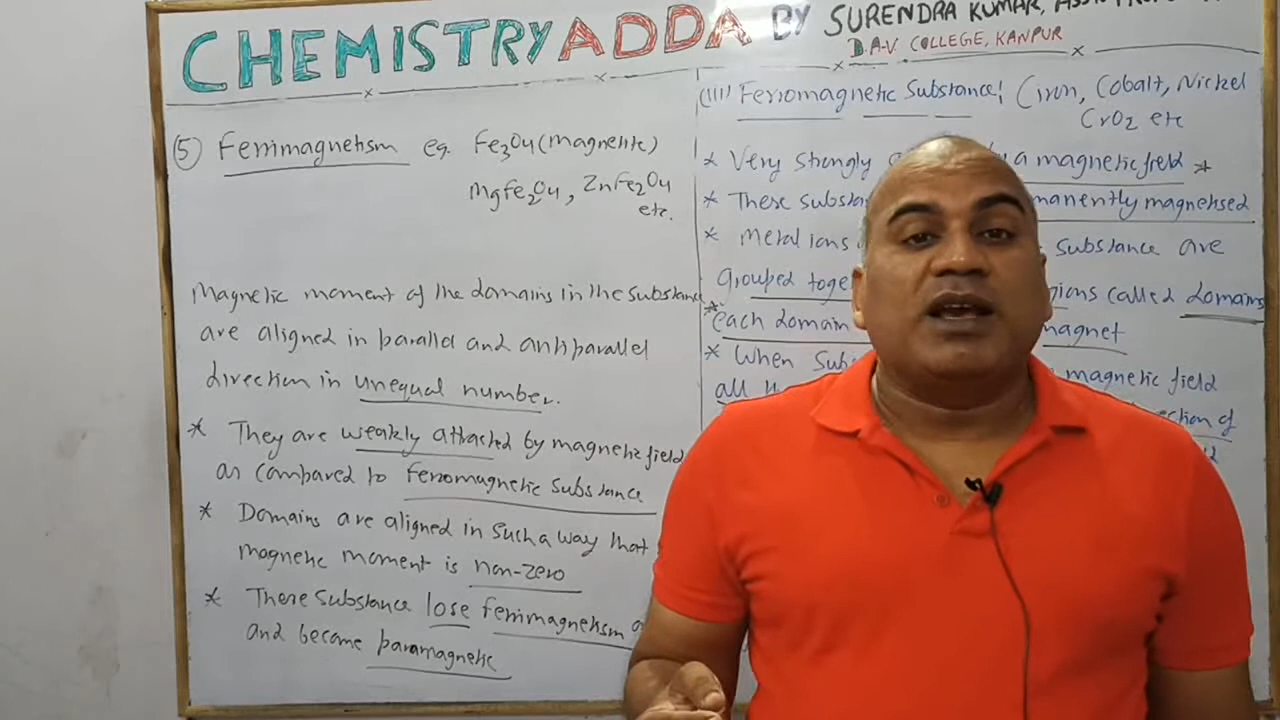 CHEMISTRY ADDA BY SURENDRA KUMAR,
D.A-V COLLEGE, KANPUR
(5) Ferrimagnetism eg. Fe3O4 (magnetite)
MgFe2O4, ZnFe2O4
etc.
Magnetic moment of the domains in the substance
are aligned in parallel and antiparallel
direction in unequal number.
* They are weakly attracted by magnetic field
as compared to ferromagnetic substance
* Domains are aligned in such a way that
magnetic moment is non-zero
* These substance lose ferrimagnetism
and become paramagnetic
(III) Ferromagnetic Substance: (iron, Cobalt, Nickel
CrO2 etc
* Very strongly a magnetic field *
* These manently magnetised
* Metal ions substance are
grouped called domains
* each domain magnet
* When magnetic field
all of